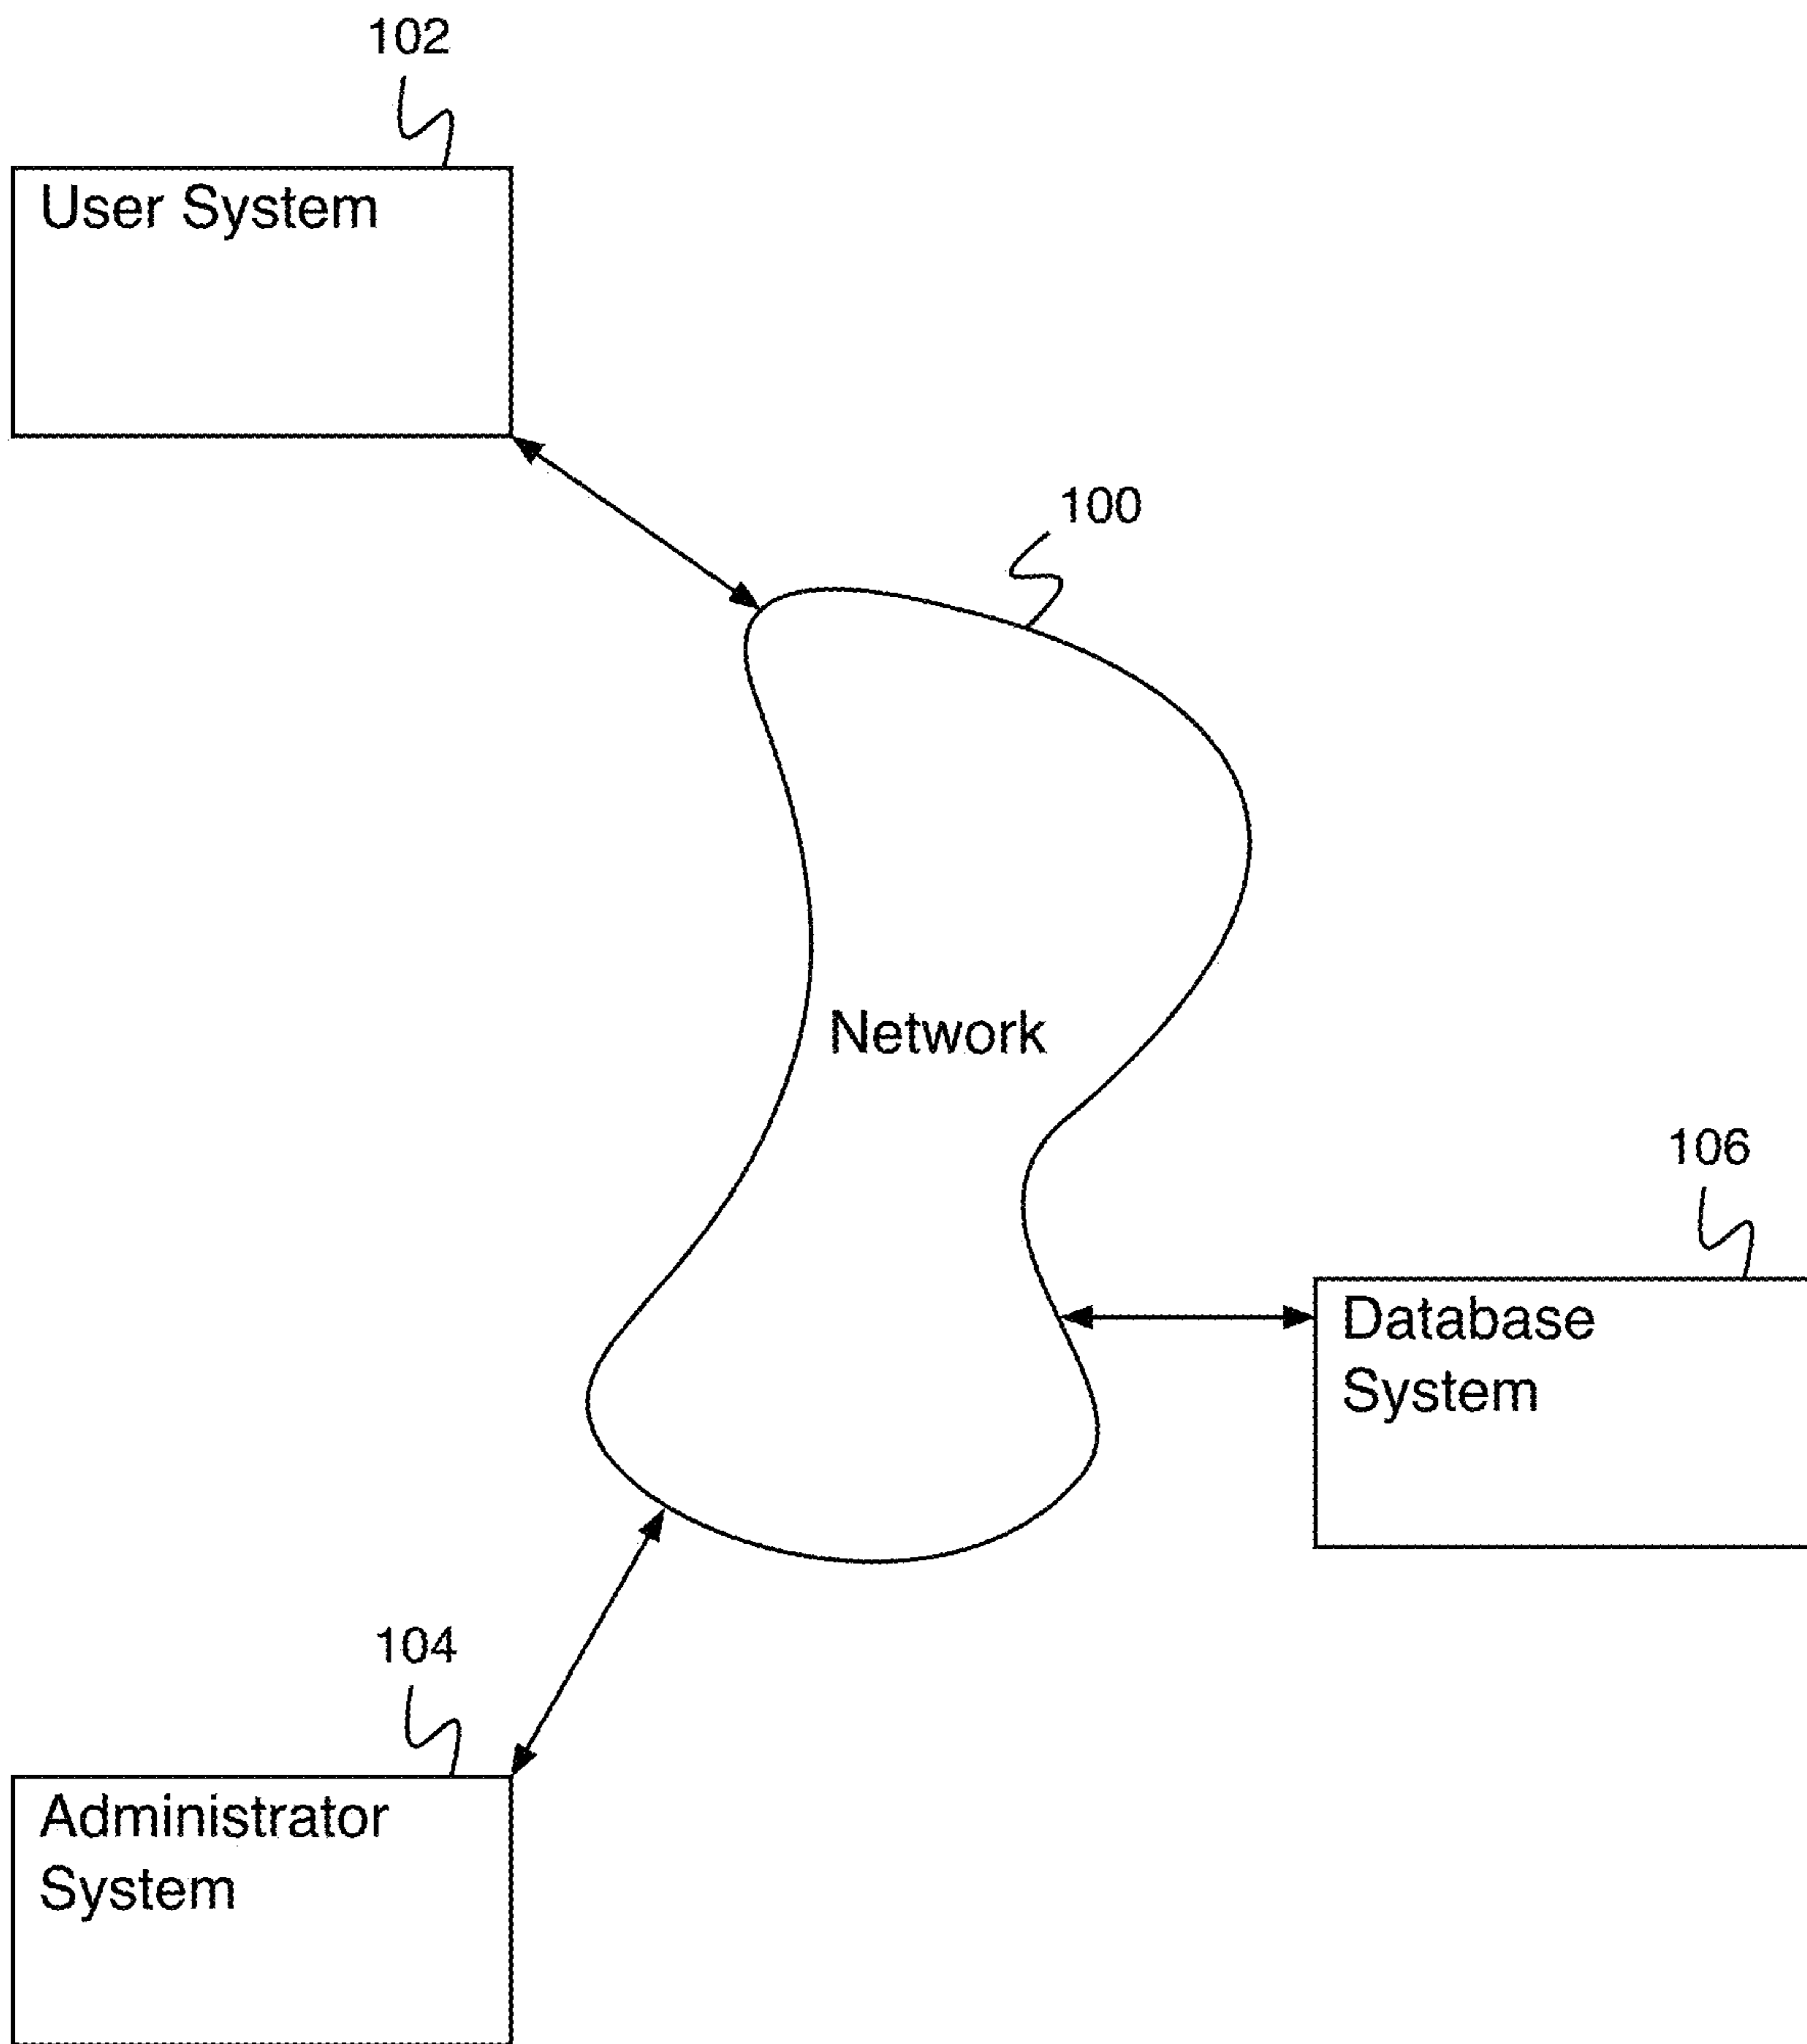 102
User System
100
Network
106
Database
System
104
Administrator
System